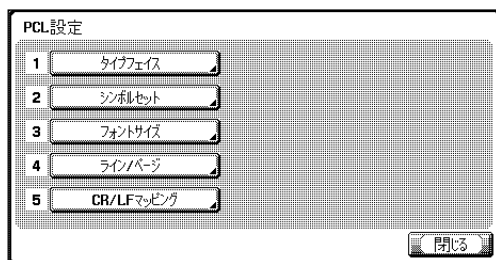 PCL設定
1 タイプフェイス
2 シンボルセット
3 フォントサイズ
4 ライン/ページ
5 CR/LFマッピング
閉じる